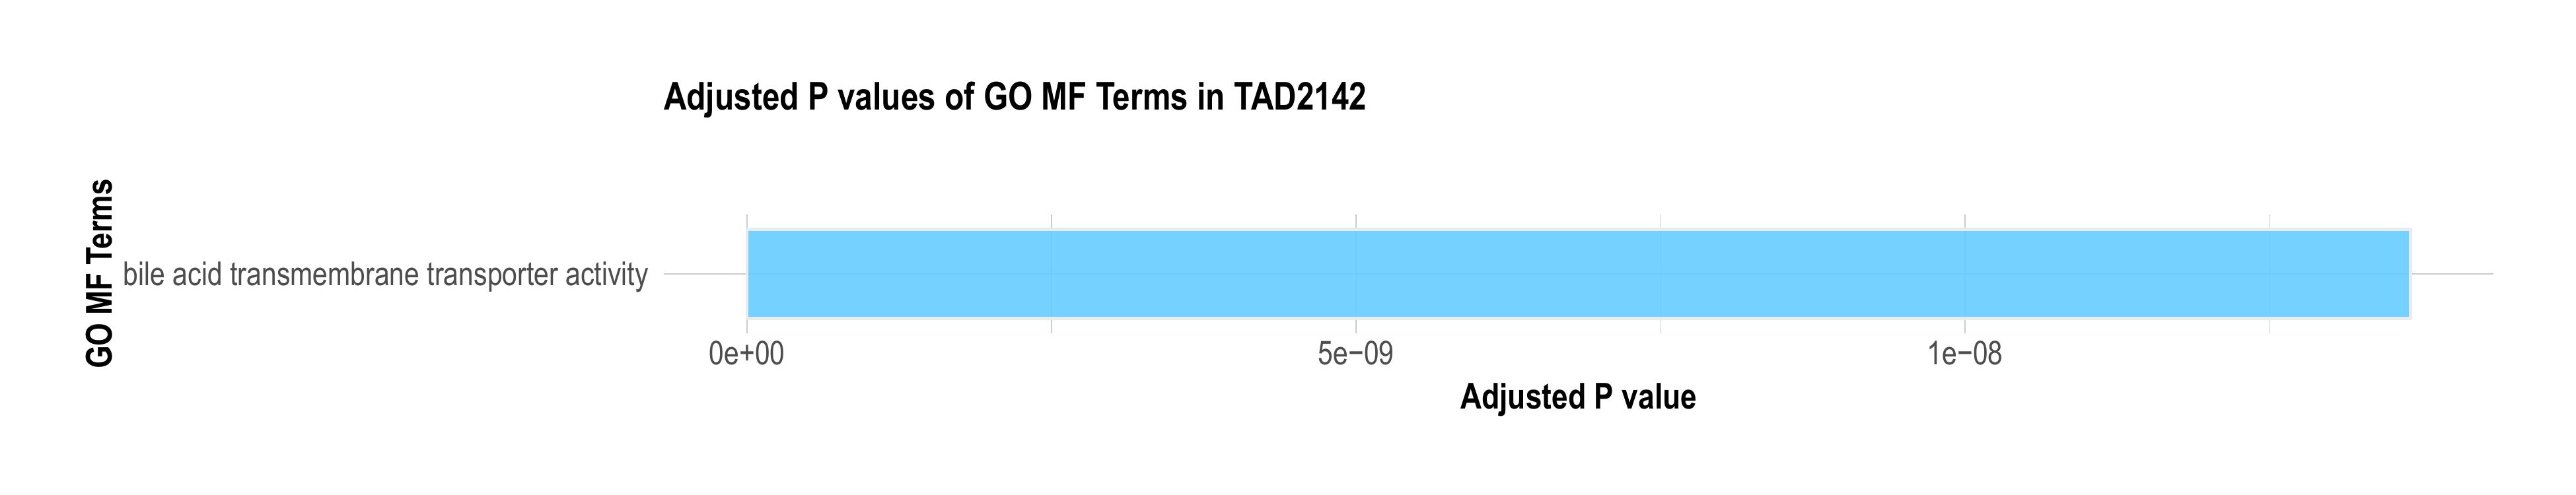 Adjusted P values of GO MF Terms in TAD2142
GO MF Terms
bile acid transmembrane transporter activity
0e+00 5e−09 1e−08
Adjusted P value